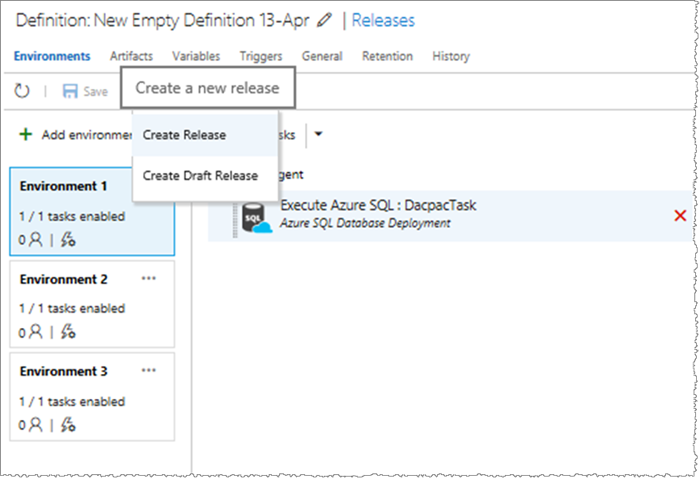 Definition: New Empty Definition 13-Apr | Releases
Environments Artifacts Variables Triggers General Retention History
Save Create a new release
Add environmen sks
Create Release
Create Draft Release
gent
Environment 1
1 / 1 tasks enabled
0 |
Execute Azure SQL : DacpacTask
Azure SQL Database Deployment
SQL
Environment 2 ...
1 / 1 tasks enabled
0 |
Environment 3 ...
1 / 1 tasks enabled
0 |